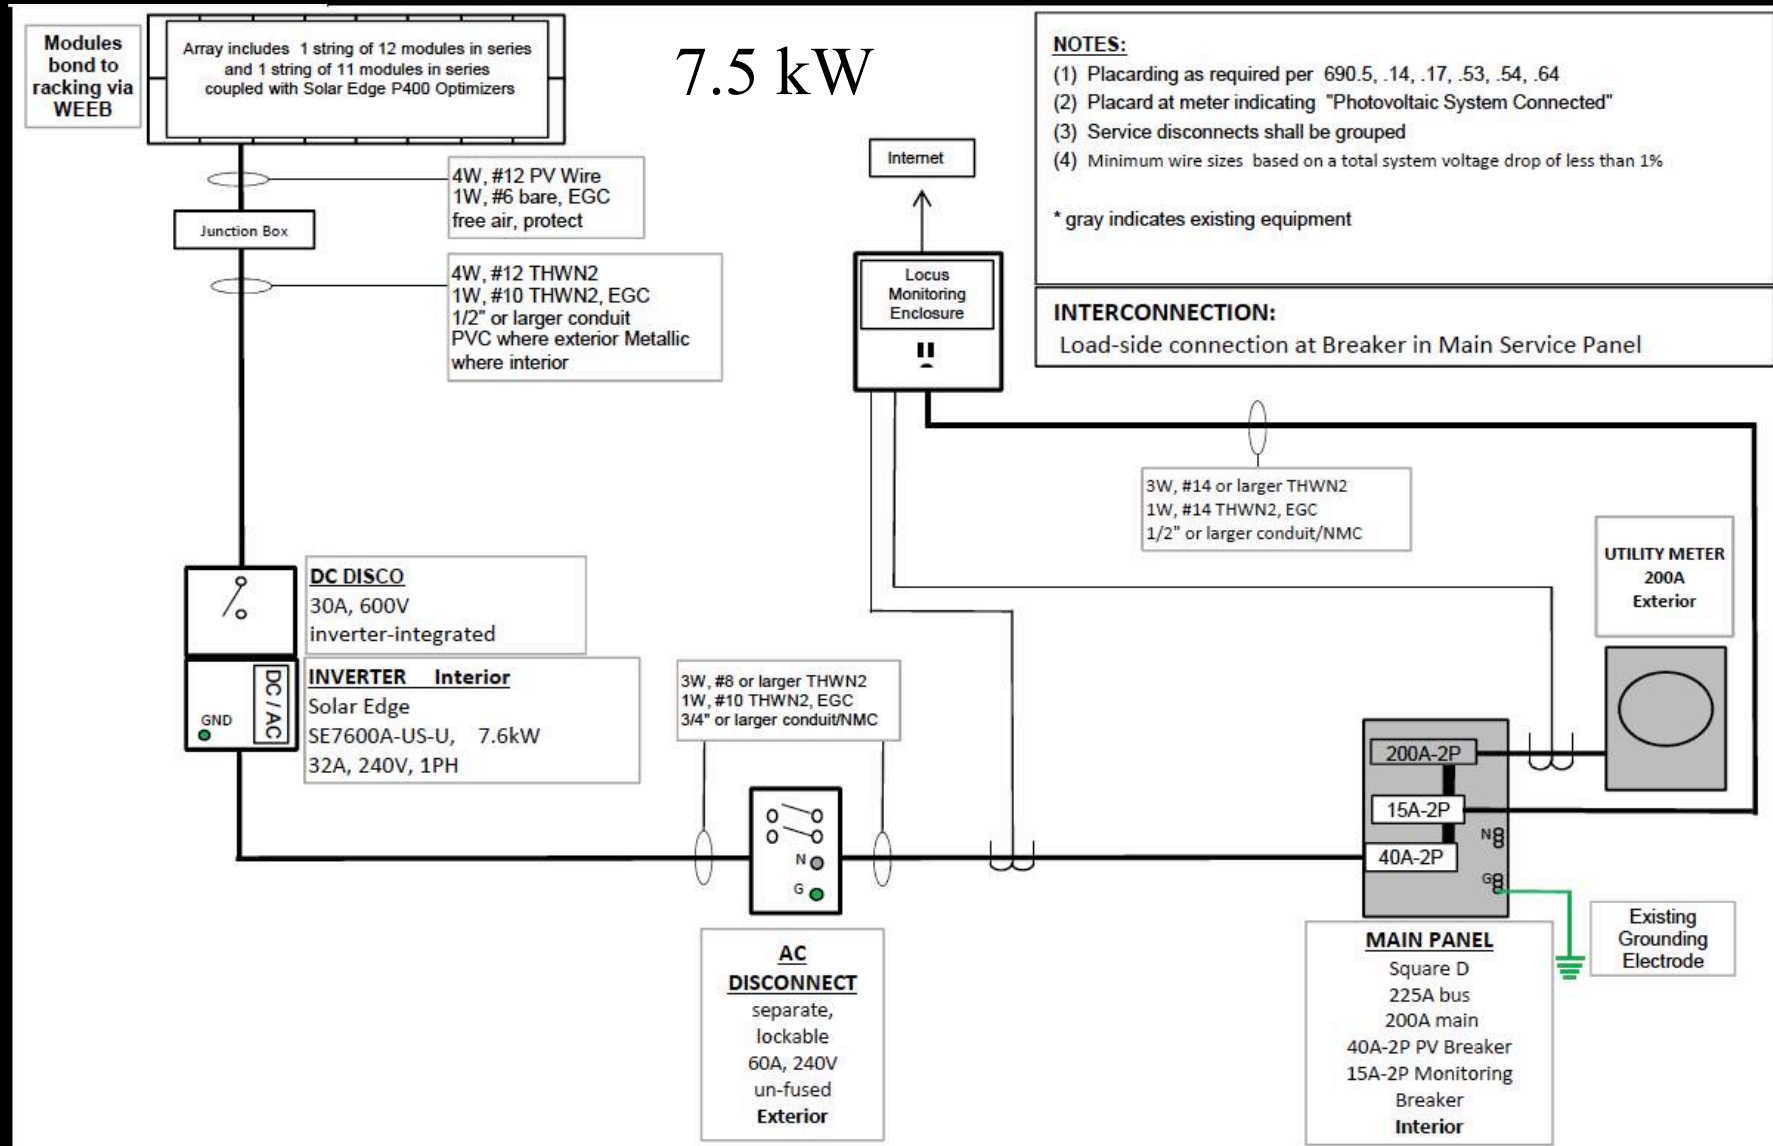 Modules
bond to
racking via
WEEB
Array includes 1 string of 12 modules in series
and 1 string of 11 modules in series
coupled with Solar Edge P400 Optimizers
7.5 kW
NOTES:
(1) Placarding as required per 690.5, .14, .17, .53, .54, .64
(2) Placard at meter indicating "Photovoltaic System Connected"
(3) Service disconnects shall be grouped
(4) Minimum wire sizes based on a total system voltage drop of less than 1%
* gray indicates existing equipment
INTERCONNECTION:
Load-side connection at Breaker in Main Service Panel
Internet
4W, #12 PV Wire
1W, #6 bare, EGC
free air, protect
Junction Box
4W, #12 THWN2
1W, #10 THWN2, EGC
1/2" or larger conduit
PVC where exterior Metallic
where interior
Locus
Monitoring
Enclosure
3W, #14 or larger THWN2
1W, #14 THWN2, EGC
1/2" or larger conduit/NMC
UTILITY METER
200A
Exterior
DC DISCO
30A, 600V
inverter-integrated
DC / AC
GND
INVERTER Interior
Solar Edge
SE7600A-US-U, 7.6kW
32A, 240V, 1PH
3W, #8 or larger THWN2
1W, #10 THWN2, EGC
3/4" or larger conduit/NMC
N
G
200A-2P
15A-2P
40A-2P
N
G
AC
DISCONNECT
separate,
lockable
60A, 240V
un-fused
Exterior
MAIN PANEL
Square D
225A bus
200A main
40A-2P PV Breaker
15A-2P Monitoring
Breaker
Interior
Existing
Grounding
Electrode